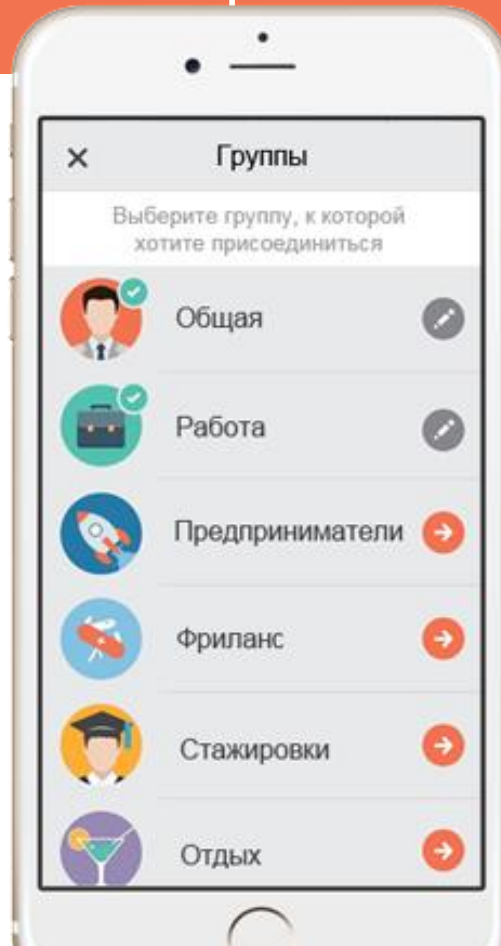 Группы
Выберите группу, к которой
хотите присоединиться
Общая
Работа
Предприниматели
Фриланс
Стажировки
Отдых